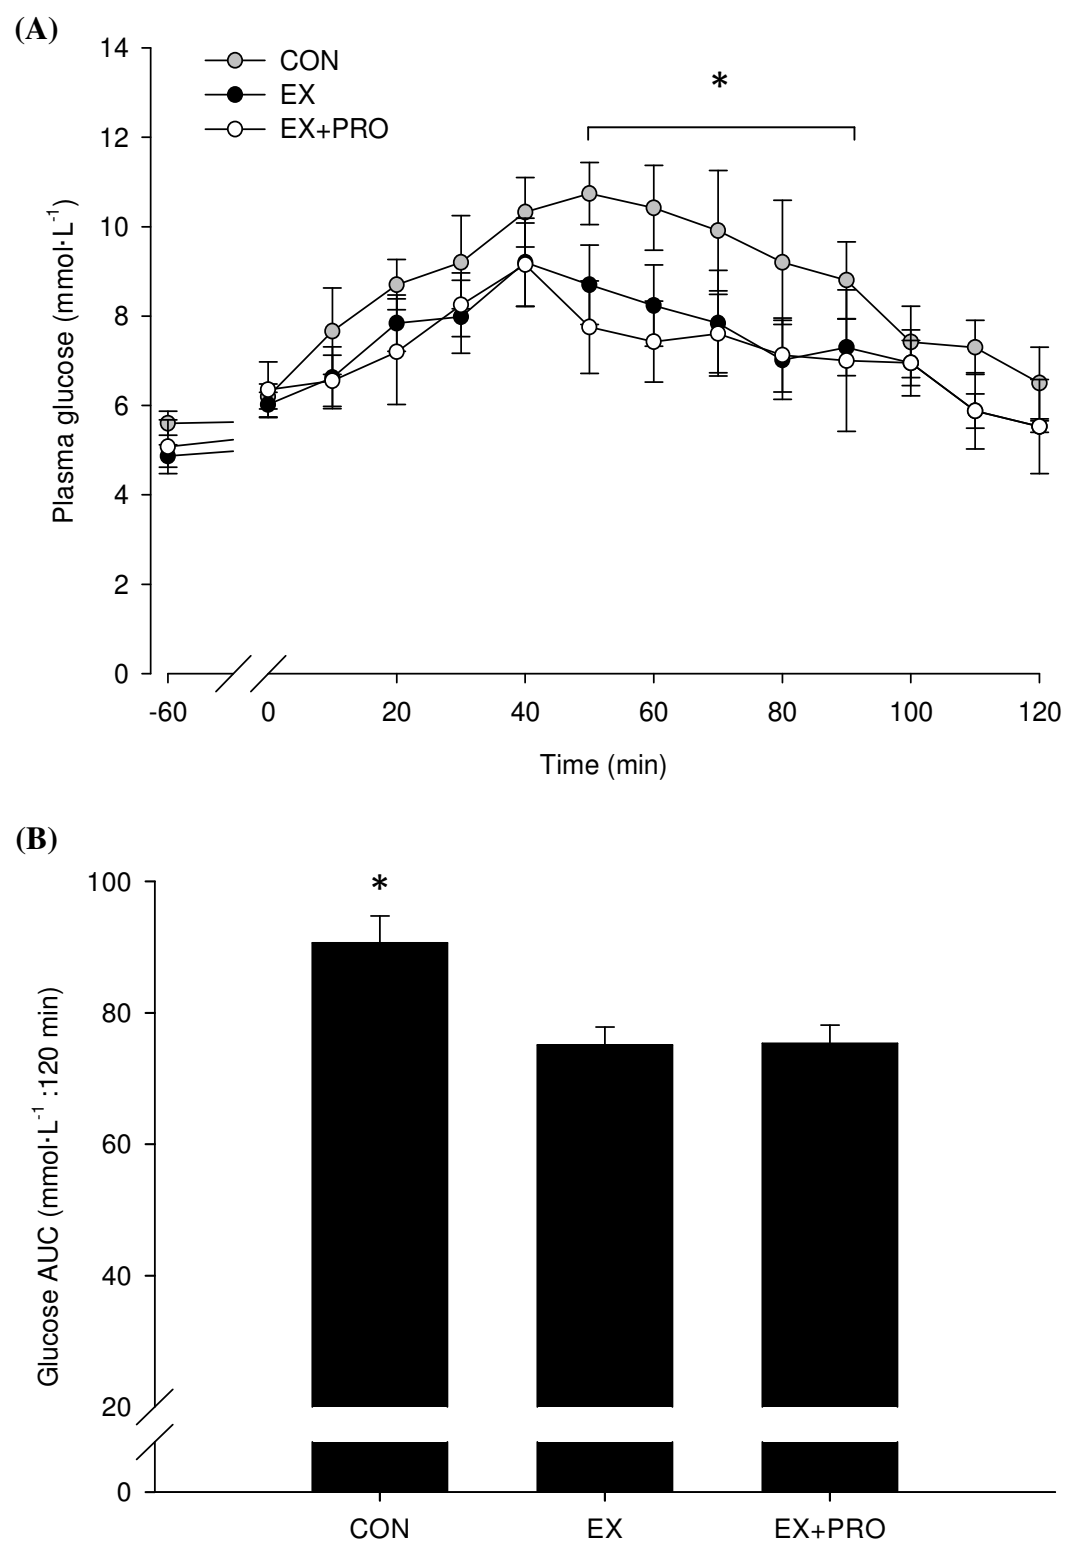 (A)
14
12
10
8
6
4
2
0
Plasma glucose (mmol·L⁻¹)
CON
EX
EX+PRO
*
-60 0 20 40 60 80 100 120
Time (min)
(B)
100
80
60
40
20
0
Glucose AUC (mmol·L⁻¹ :120 min)
*
CON EX EX+PRO